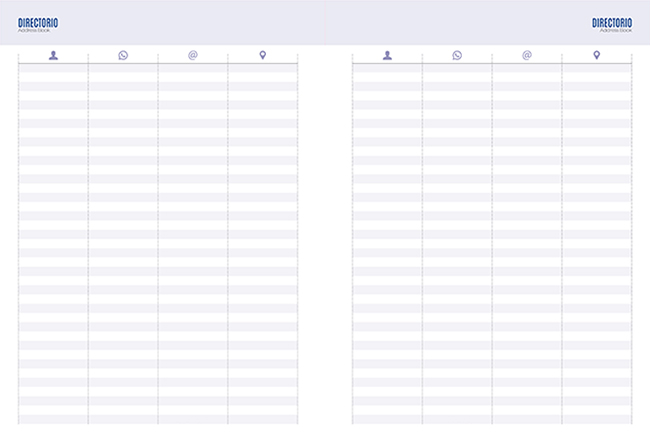 DIRECTORIO
Address Book
@
DIRECTORIO
Address Book
@